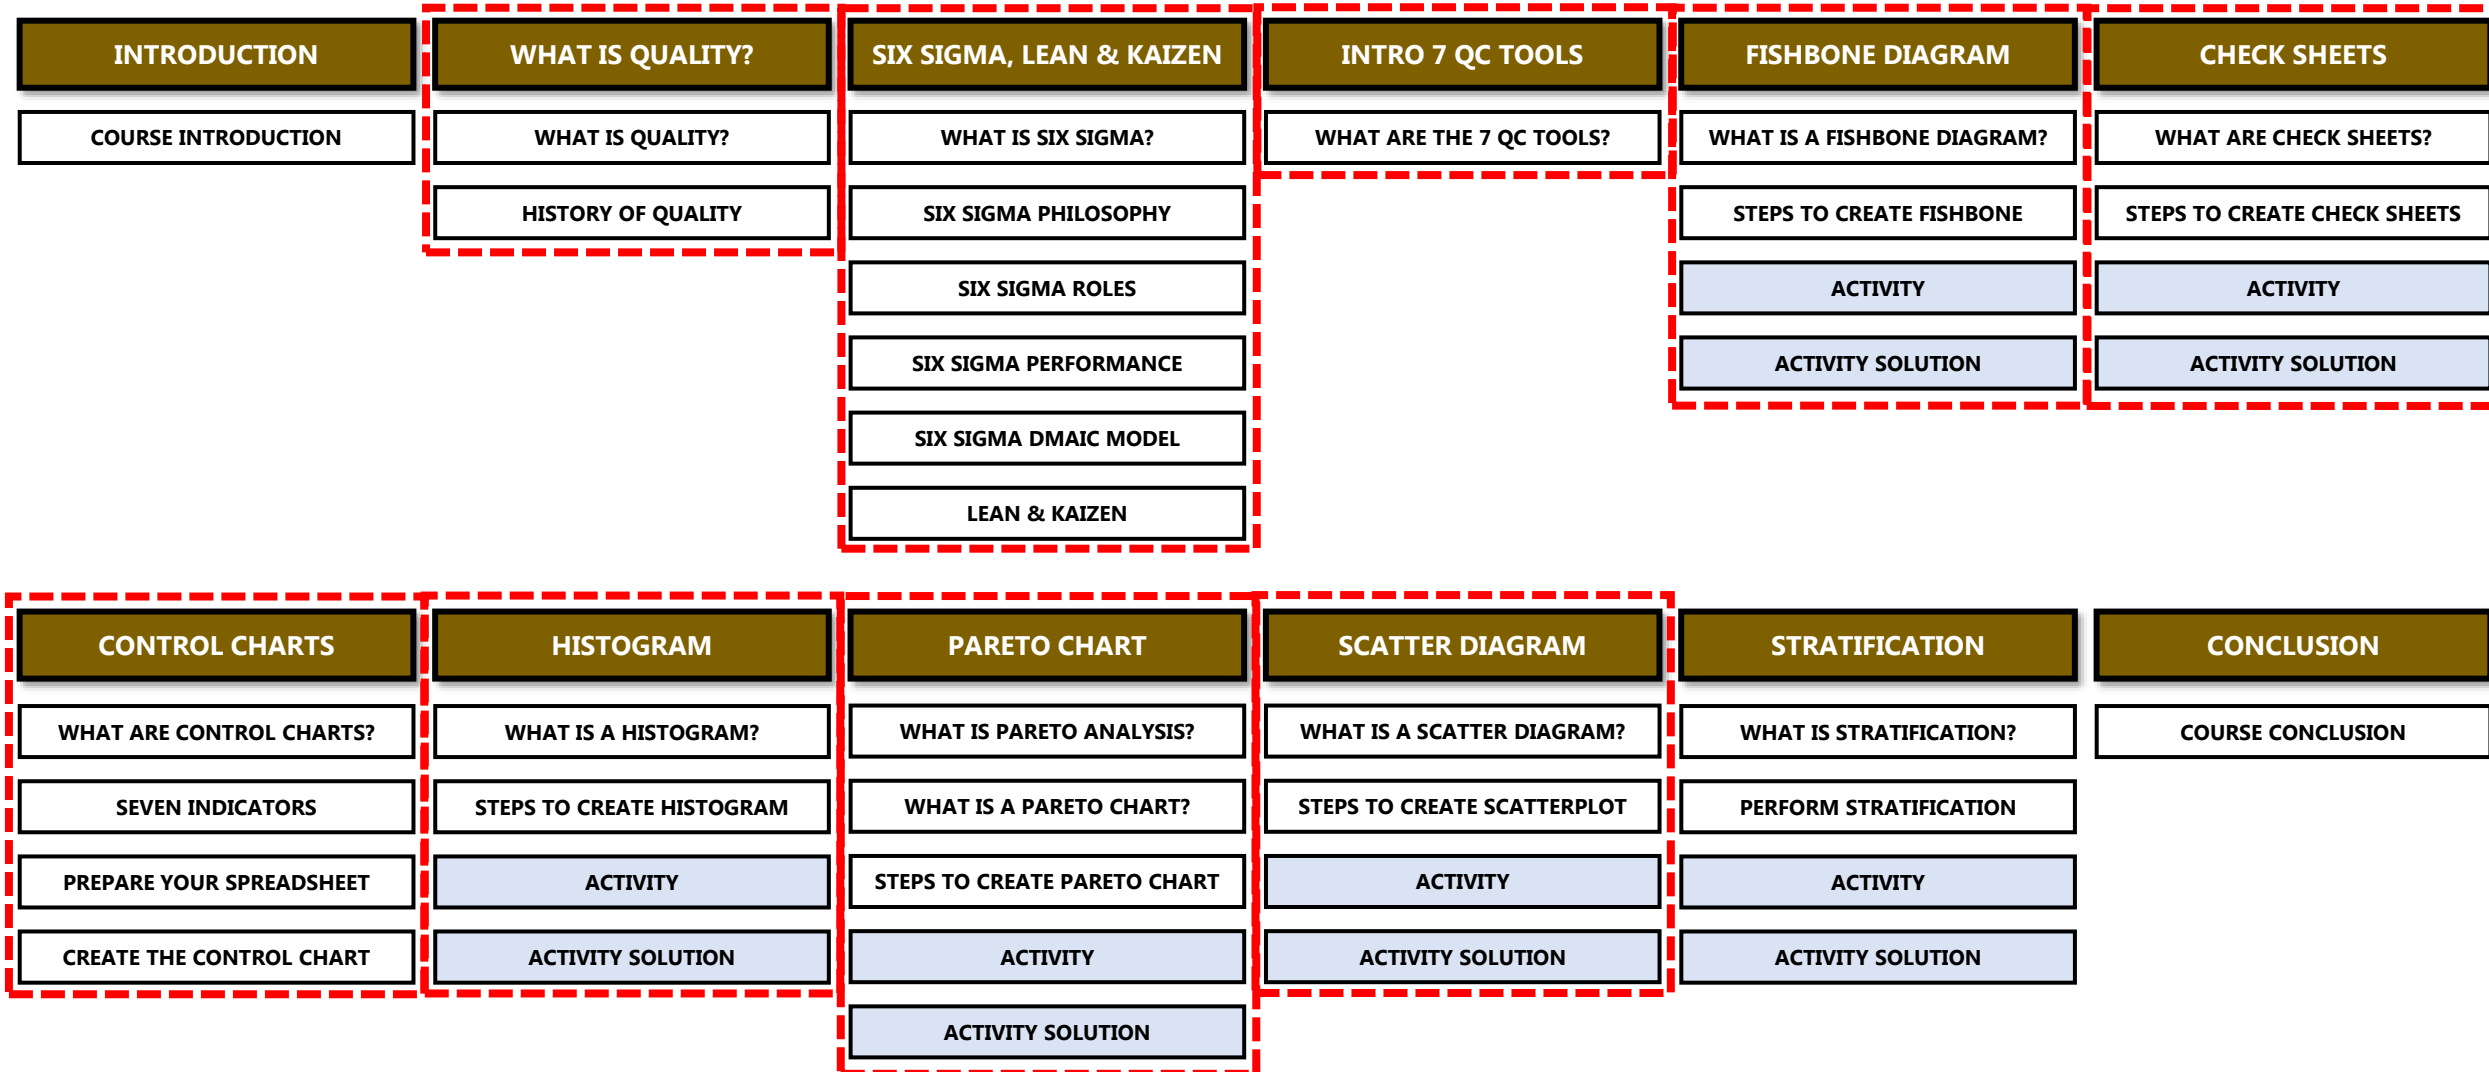 INTRODUCTION
COURSE INTRODUCTION
WHAT IS QUALITY?
WHAT IS QUALITY?
HISTORY OF QUALITY
SIX SIGMA, LEAN & KAIZEN
WHAT IS SIX SIGMA?
SIX SIGMA PHILOSOPHY
SIX SIGMA ROLES
SIX SIGMA PERFORMANCE
SIX SIGMA DMAIC MODEL
LEAN & KAIZEN
INTRO 7 QC TOOLS
WHAT ARE THE 7 QC TOOLS?
FISHBONE DIAGRAM
WHAT IS A FISHBONE DIAGRAM?
STEPS TO CREATE FISHBONE
ACTIVITY
ACTIVITY SOLUTION
CHECK SHEETS
WHAT ARE CHECK SHEETS?
STEPS TO CREATE CHECK SHEETS
ACTIVITY
ACTIVITY SOLUTION
CONTROL CHARTS
WHAT ARE CONTROL CHARTS?
SEVEN INDICATORS
PREPARE YOUR SPREADSHEET
CREATE THE CONTROL CHART
HISTOGRAM
WHAT IS A HISTOGRAM?
STEPS TO CREATE HISTOGRAM
ACTIVITY
ACTIVITY SOLUTION
PARETO CHART
WHAT IS PARETO ANALYSIS?
WHAT IS A PARETO CHART?
STEPS TO CREATE PARETO CHART
ACTIVITY
ACTIVITY SOLUTION
SCATTER DIAGRAM
WHAT IS A SCATTER DIAGRAM?
STEPS TO CREATE SCATTERPLOT
ACTIVITY
ACTIVITY SOLUTION
STRATIFICATION
WHAT IS STRATIFICATION?
PERFORM STRATIFICATION
ACTIVITY
ACTIVITY SOLUTION
CONCLUSION
COURSE CONCLUSION